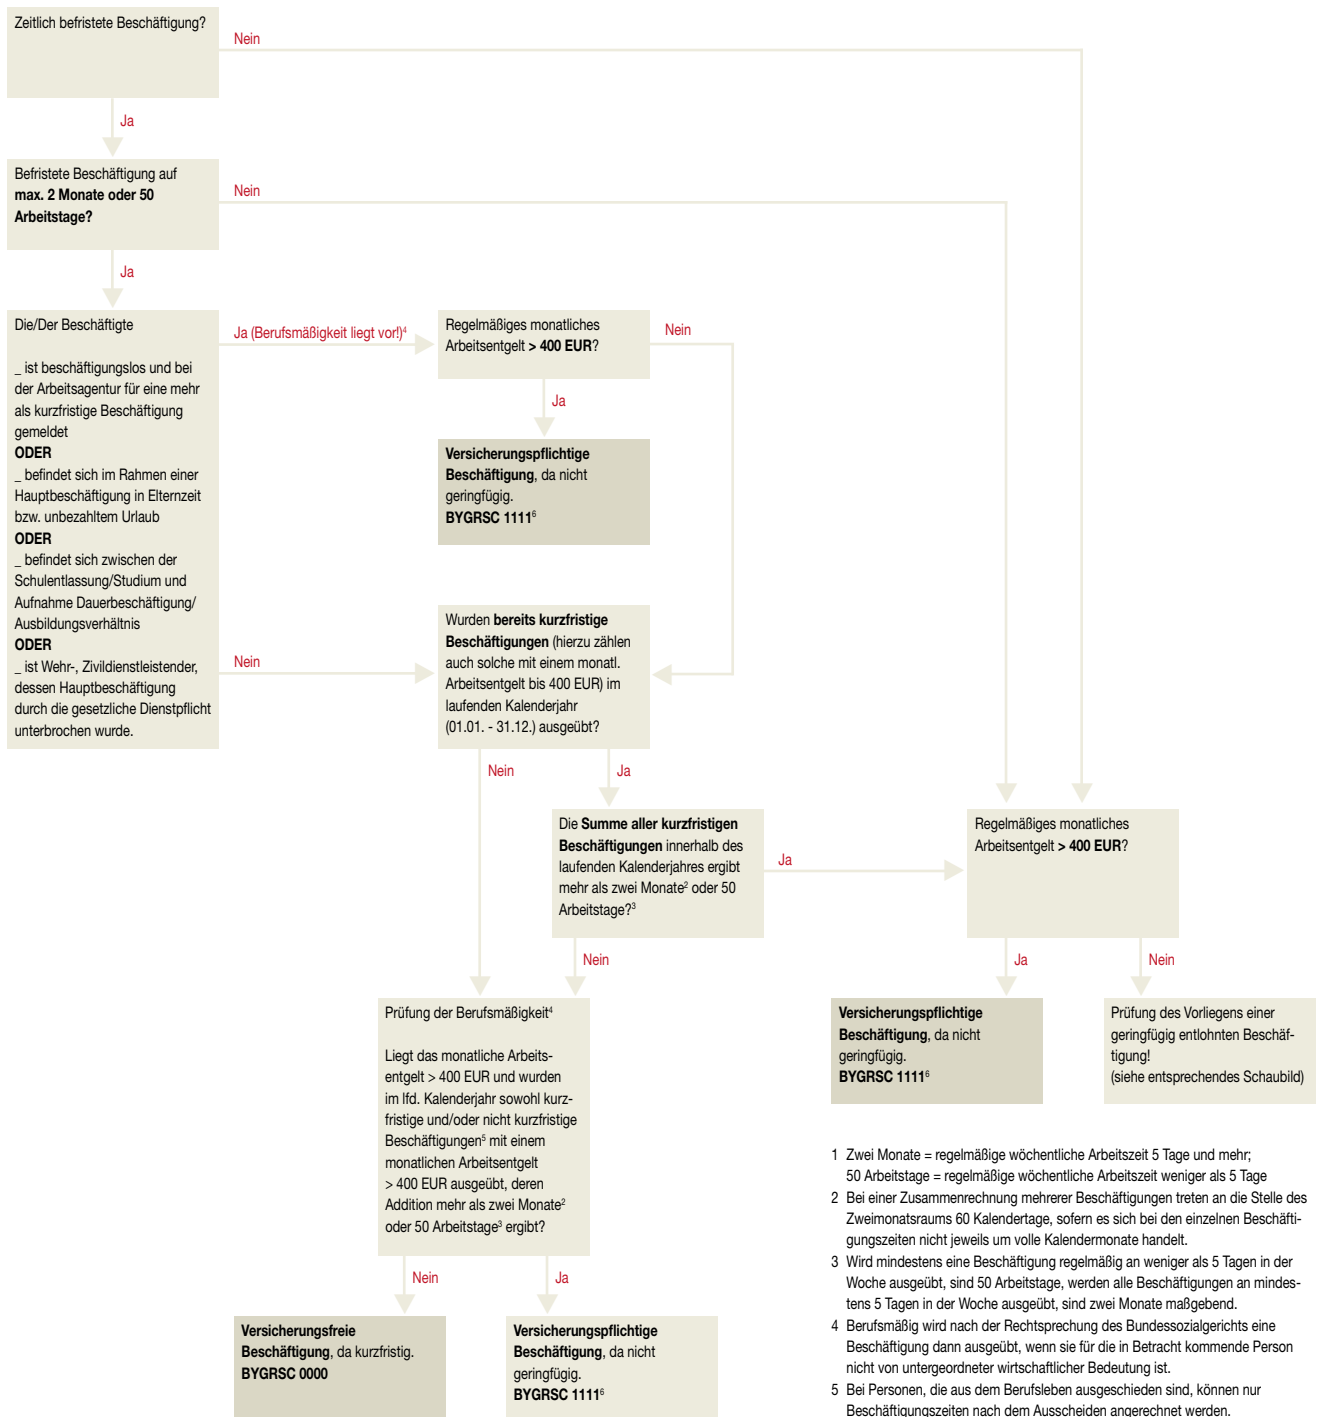 Zeitlich befristete Beschäftigung?
Nein
Ja
Befristete Beschäftigung auf
max. 2 Monate oder 50
Arbeitstage?
Nein
Ja
Die/Der Beschäftigte
_ ist beschäftigungslos und bei
der Arbeitsagentur für eine mehr
als kurzfristige Beschäftigung
gemeldet
ODER
_ befindet sich im Rahmen einer
Hauptbeschäftigung in Elternzeit
bzw. unbezahltem Urlaub
ODER
_ befindet sich zwischen der
Schulentlassung/Studium und
Aufnahme Dauerbeschäftigung/
Ausbildungsverhältnis
ODER
_ ist Wehr-, Zivildienstleistender,
dessen Hauptbeschäftigung
durch die gesetzliche Dienstpflicht
unterbrochen wurde.
Ja (Berufsmäßigkeit liegt vor!)⁴
Regelmäßiges monatliches
Arbeitsentgelt > 400 EUR?
Nein
Ja
Versicherungspflichtige
Beschäftigung, da nicht
geringfügig.
BYGRSC 1111⁶
Nein
Wurden bereits kurzfristige
Beschäftigungen (hierzu zählen
auch solche mit einem monatl.
Arbeitsentgelt bis 400 EUR) im
laufenden Kalenderjahr
(01.01. - 31.12.) ausgeübt?
Nein
Ja
Die Summe aller kurzfristigen
Beschäftigungen innerhalb des
laufenden Kalenderjahres ergibt
mehr als zwei Monate² oder 50
Arbeitstage?³
Ja
Nein
Regelmäßiges monatliches
Arbeitsentgelt > 400 EUR?
Ja
Nein
Prüfung der Berufsmäßigkeit⁴
Liegt das monatliche Arbeits-
entgelt > 400 EUR und wurden
im lfd. Kalenderjahr sowohl kurz-
fristige und/oder nicht kurzfristige
Beschäftigungen⁵ mit einem
monatlichen Arbeitsentgelt
> 400 EUR ausgeübt, deren
Addition mehr als zwei Monate²
oder 50 Arbeitstage³ ergibt?
Nein
Ja
Versicherungsfreie
Beschäftigung, da kurzfristig.
BYGRSC 0000
Versicherungspflichtige
Beschäftigung, da nicht
geringfügig.
BYGRSC 1111⁶
Versicherungspflichtige
Beschäftigung, da nicht
geringfügig.
BYGRSC 1111⁶
Prüfung des Vorliegens einer
geringfügig entlohnten Beschäf-
tigung!
(siehe entsprechendes Schaubild)
1 Zwei Monate = regelmäßige wöchentliche Arbeitszeit 5 Tage und mehr;
50 Arbeitstage = regelmäßige wöchentliche Arbeitszeit weniger als 5 Tage
2 Bei einer Zusammenrechnung mehrerer Beschäftigungen treten an die Stelle des
Zweimonatsraums 60 Kalendertage, sofern es sich bei den einzelnen Beschäfti-
gungszeiten nicht jeweils um volle Kalendermonate handelt.
3 Wird mindestens eine Beschäftigung regelmäßig an weniger als 5 Tagen in der
Woche ausgeübt, sind 50 Arbeitstage, werden alle Beschäftigungen an mindes-
tens 5 Tagen in der Woche ausgeübt, sind zwei Monate maßgebend.
4 Berufsmäßig wird nach der Rechtsprechung des Bundessozialgerichts eine
Beschäftigung dann ausgeübt, wenn sie für die in Betracht kommende Person
nicht von untergeordneter wirtschaftlicher Bedeutung ist.
5 Bei Personen, die aus dem Berufsleben ausgeschieden sind, können nur
Beschäftigungszeiten nach dem Ausscheiden angerechnet werden.